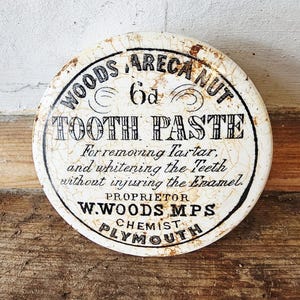 WOODS, ARECA NUT
6d
TOOTH PASTE
For removing Tartar,
and whitening the Teeth
without injuring the Enamel.
PROPRIETOR
W.WOODS MPS
CHEMIST
PLYMOUTH